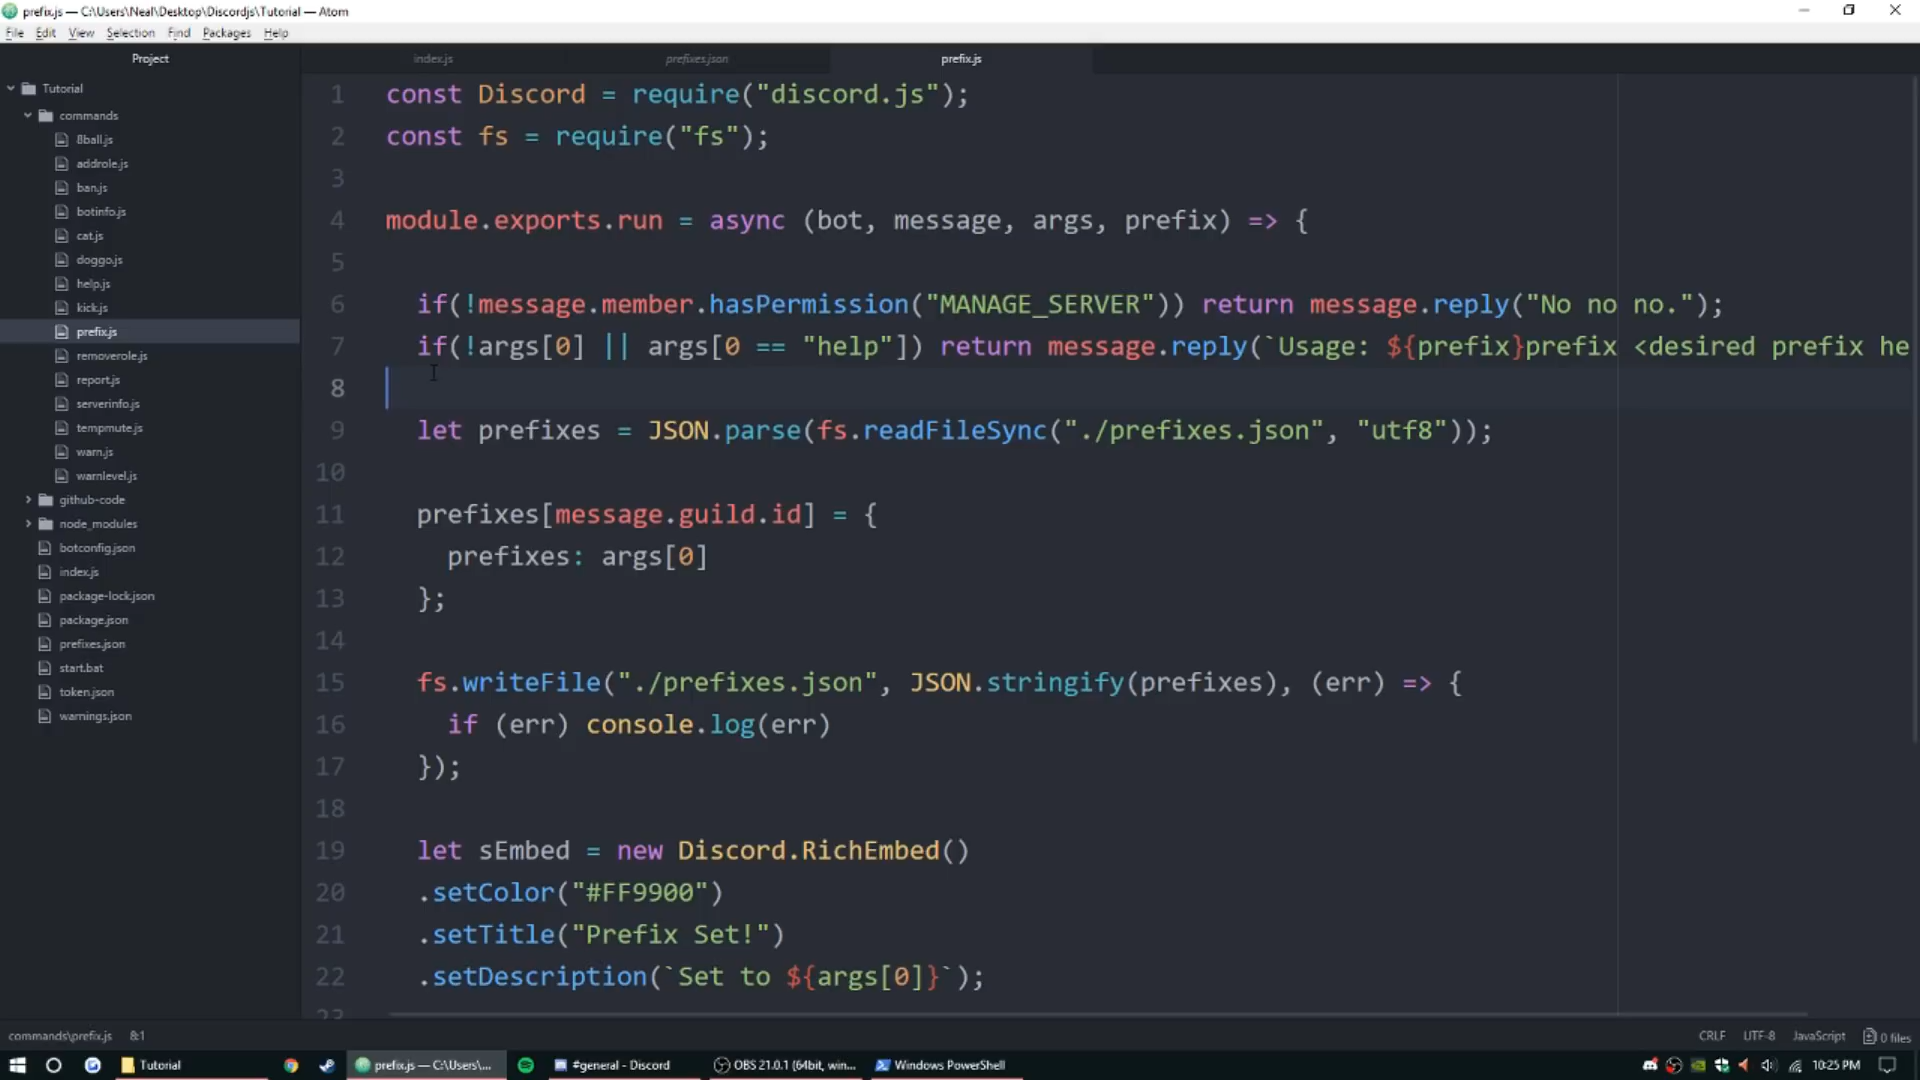 prefix.js — C:\Users\Neal\Desktop\Discordjs\Tutorial — Atom
File Edit View Selection Find Packages Help
Project
index.js
prefixes.json
prefix.js
Tutorial
commands
8ball.js
addrole.js
ban.js
botinfo.js
cat.js
doggo.js
help.js
kick.js
prefix.js
removerole.js
report.js
serverinfo.js
tempmute.js
warn.js
warnlevel.js
github-code
node_modules
botconfig.json
index.js
package-lock.json
package.json
prefixes.json
start.bat
token.json
warnings.json
1 const Discord = require("discord.js");
2 const fs = require("fs");
3
4 module.exports.run = async (bot, message, args, prefix) => {
5
6 if(!message.member.hasPermission("MANAGE_SERVER")) return message.reply("No no no.");
7 if(!args[0] || args[0 == "help"]) return message.reply(`Usage: ${prefix}prefix <desired prefix he
8
9 let prefixes = JSON.parse(fs.readFileSync("./prefixes.json", "utf8"));
10
11 prefixes[message.guild.id] = {
12 prefixes: args[0]
13 };
14
15 fs.writeFile("./prefixes.json", JSON.stringify(prefixes), (err) => {
16 if (err) console.log(err)
17 });
18
19 let sEmbed = new Discord.RichEmbed()
20 .setColor("#FF9900")
21 .setTitle("Prefix Set!")
22 .setDescription(`Set to ${args[0]}`);
23
commands\prefix.js 8:1
CRLF UTF-8 JavaScript 0 files
Tutorial
prefix.js — C:\Users\...
#general - Discord
OBS 21.0.1 (64bit, win...
Windows PowerShell
10:25 PM